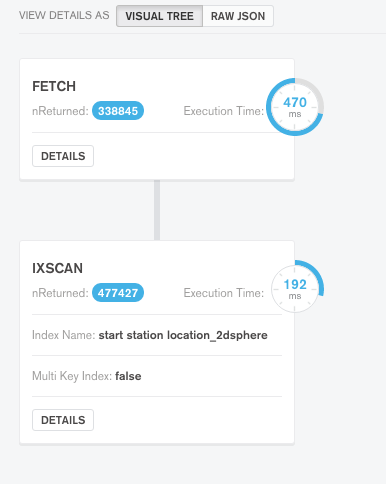 VIEW DETAILS AS VISUAL TREE RAW JSON
FETCH
nReturned: 338845 Execution Time: 470 ms
DETAILS
IXSCAN
nReturned: 477427 Execution Time: 192 ms
Index Name: start station location_2dsphere
Multi Key Index: false
DETAILS